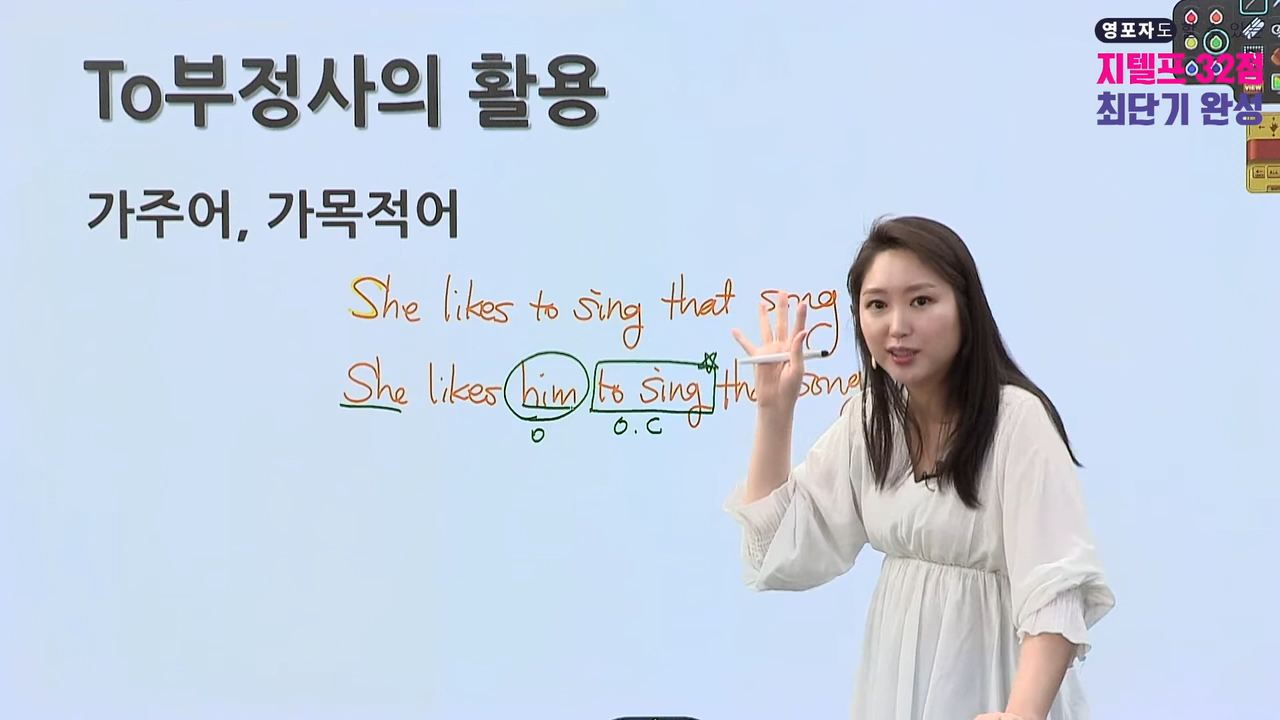 To부정사의 활용
영포자도
지텔프 32점
최단기 완성
VIEW
가주어, 가목적어
She likes to sing that song
She likes him to sing song
O O.C